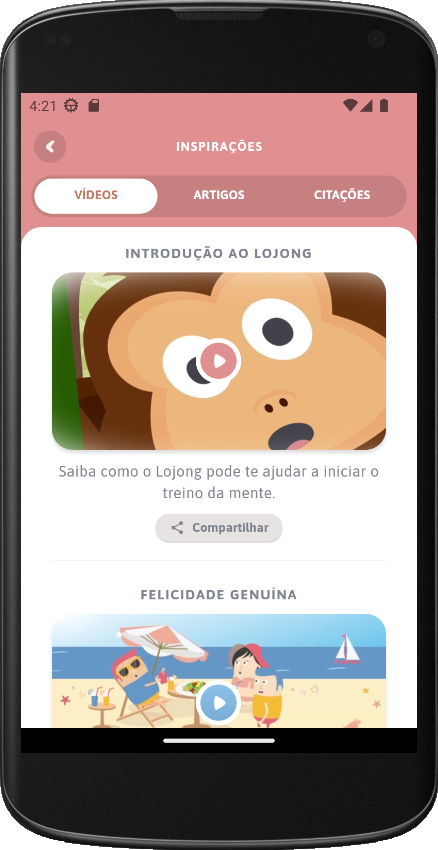 4:21
INSPIRAÇÕES
VÍDEOS ARTIGOS CITAÇÕES
INTRODUÇÃO AO LOJONG
Saiba como o Lojong pode te ajudar a iniciar o
treino da mente.
Compartilhar
FELICIDADE GENUÍNA